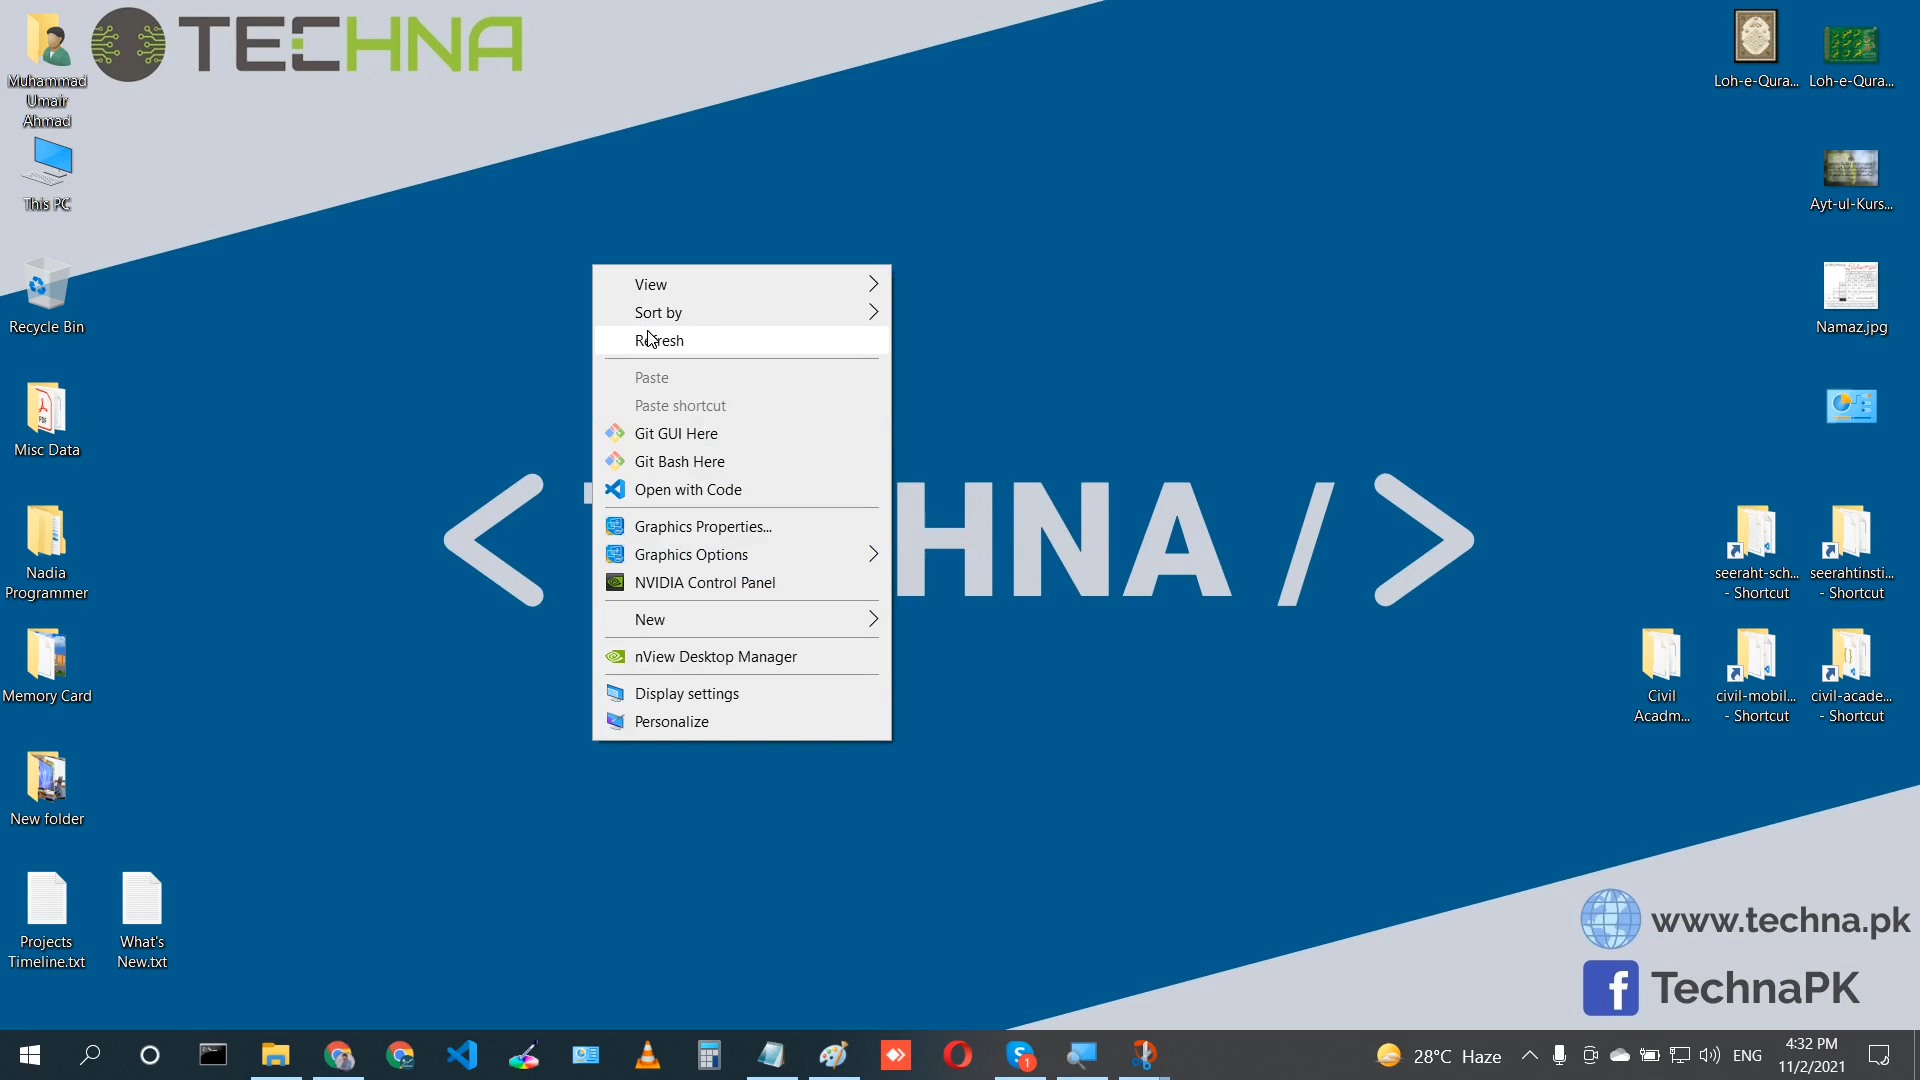 TECHNA
Muhammad
Umair
Ahmad
This PC
Recycle Bin
Misc Data
Nadia
Programmer
Memory Card
New folder
Projects
Timeline.txt
What's
New.txt
View
Sort by
Refresh
Paste
Paste shortcut
Git GUI Here
Git Bash Here
Open with Code
Graphics Properties...
Graphics Options
NVIDIA Control Panel
New
nView Desktop Manager
Display settings
Personalize
HNA / >
Loh-e-Qura...
Loh-e-Qura...
Ayt-ul-Kurs...
Namaz.jpg
seeraht-sch...
- Shortcut
seerahtinsti...
- Shortcut
Civil
Acadm...
civil-mobil...
- Shortcut
civil-acade...
- Shortcut
www.techna.pk
f TechnaPK
1
28°C Haze
ENG
4:32 PM
11/2/2021